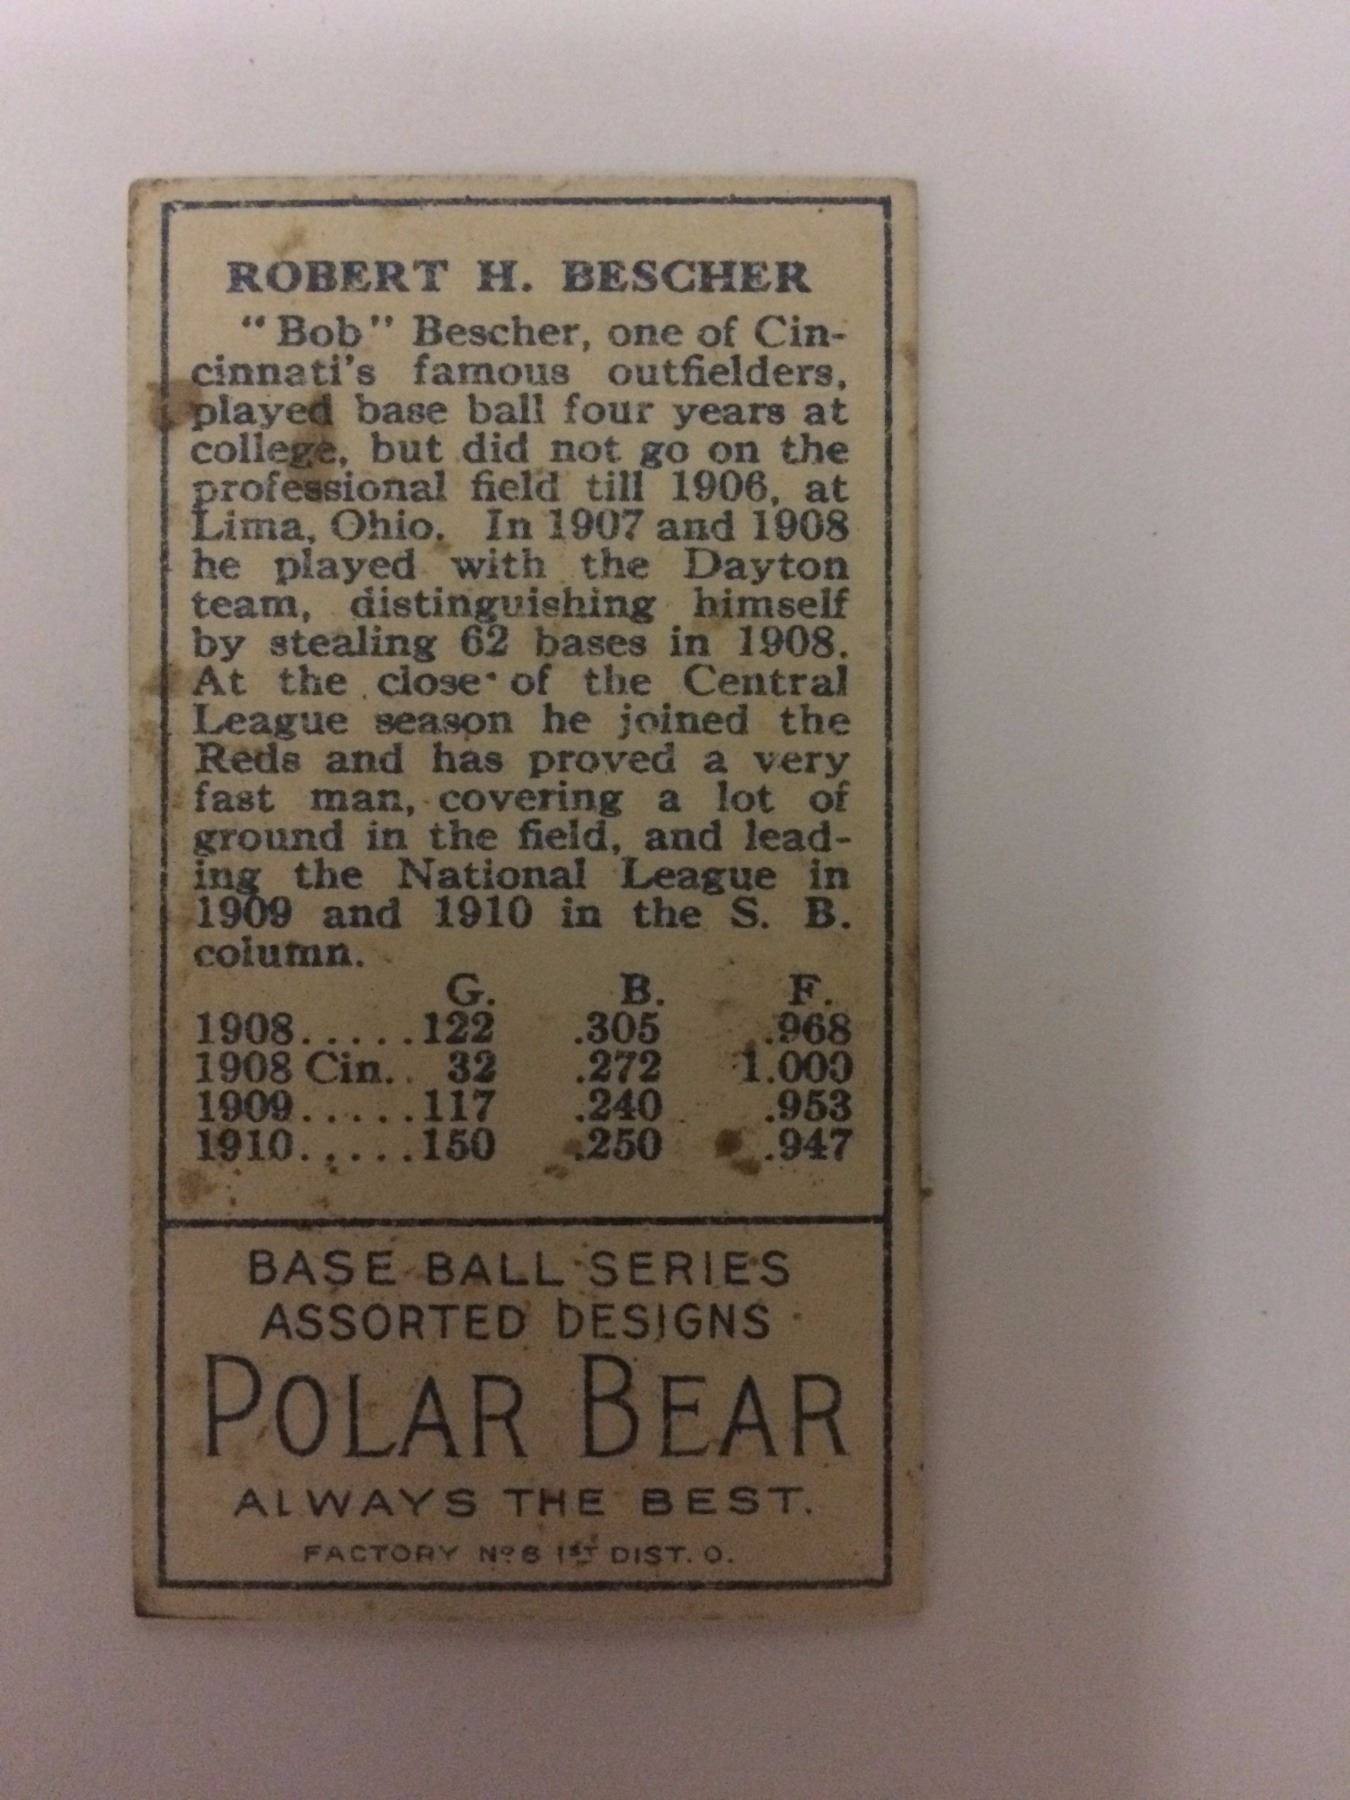 ROBERT H. BESCHER
"Bob" Bescher, one of Cin-
cinnati's famous outfielders,
played base ball four years at
college, but did not go on the
professional field till 1906, at
Lima, Ohio. In 1907 and 1908
he played with the Dayton
team, distinguishing himself
by stealing 62 bases in 1908.
At the close of the Central
League season he joined the
Reds and has proved a very
fast man, covering a lot of
ground in the field, and lead-
ing the National League in
1909 and 1910 in the S. B.
column.
G. B. F.
1908......122 .305 .968
1908 Cin.. 32 .272 1.000
1909......117 .240 .953
1910......150 .250 .947
BASE BALL SERIES
ASSORTED DESIGNS
POLAR BEAR
ALWAYS THE BEST.
FACTORY Nº 6 1ST DIST. O.